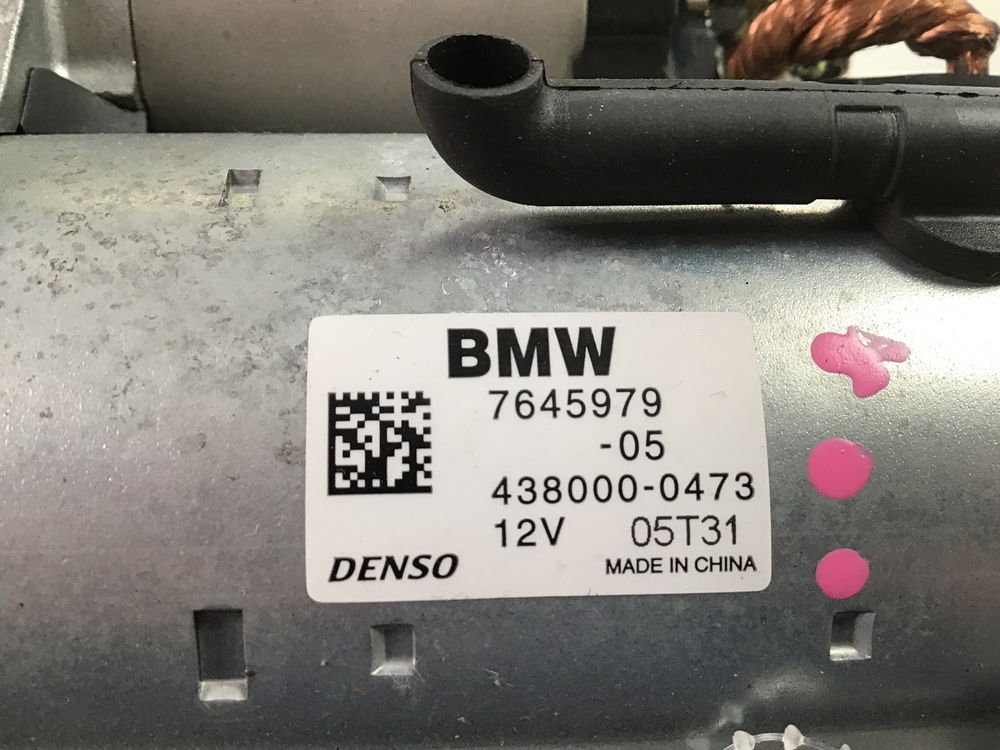 BMW
7645979
-05
438000-0473
12V 05T31
DENSO MADE IN CHINA